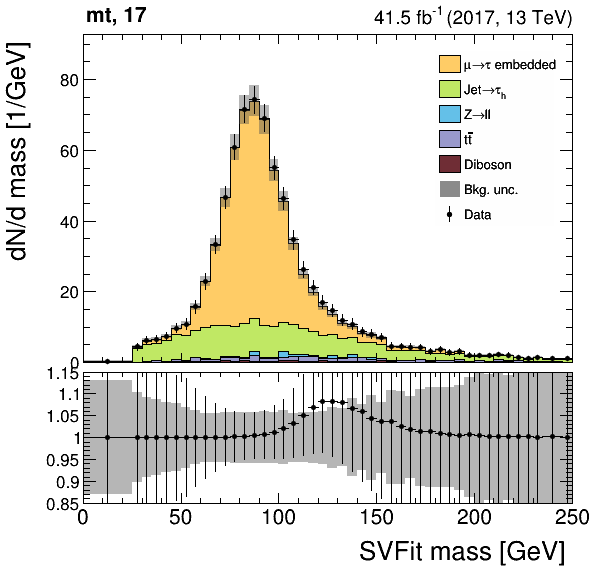 mt, 17
41.5 fb⁻¹ (2017, 13 TeV)
dN/d mass [1/GeV]
80
60
40
20
0
μ→τ embedded
Jet→τh
Z→ll
tt̅
Diboson
Bkg. unc.
Data
1.15
1.1
1.05
1
0.95
0.9
0.85
0 50 100 150 200 250
SVFit mass [GeV]